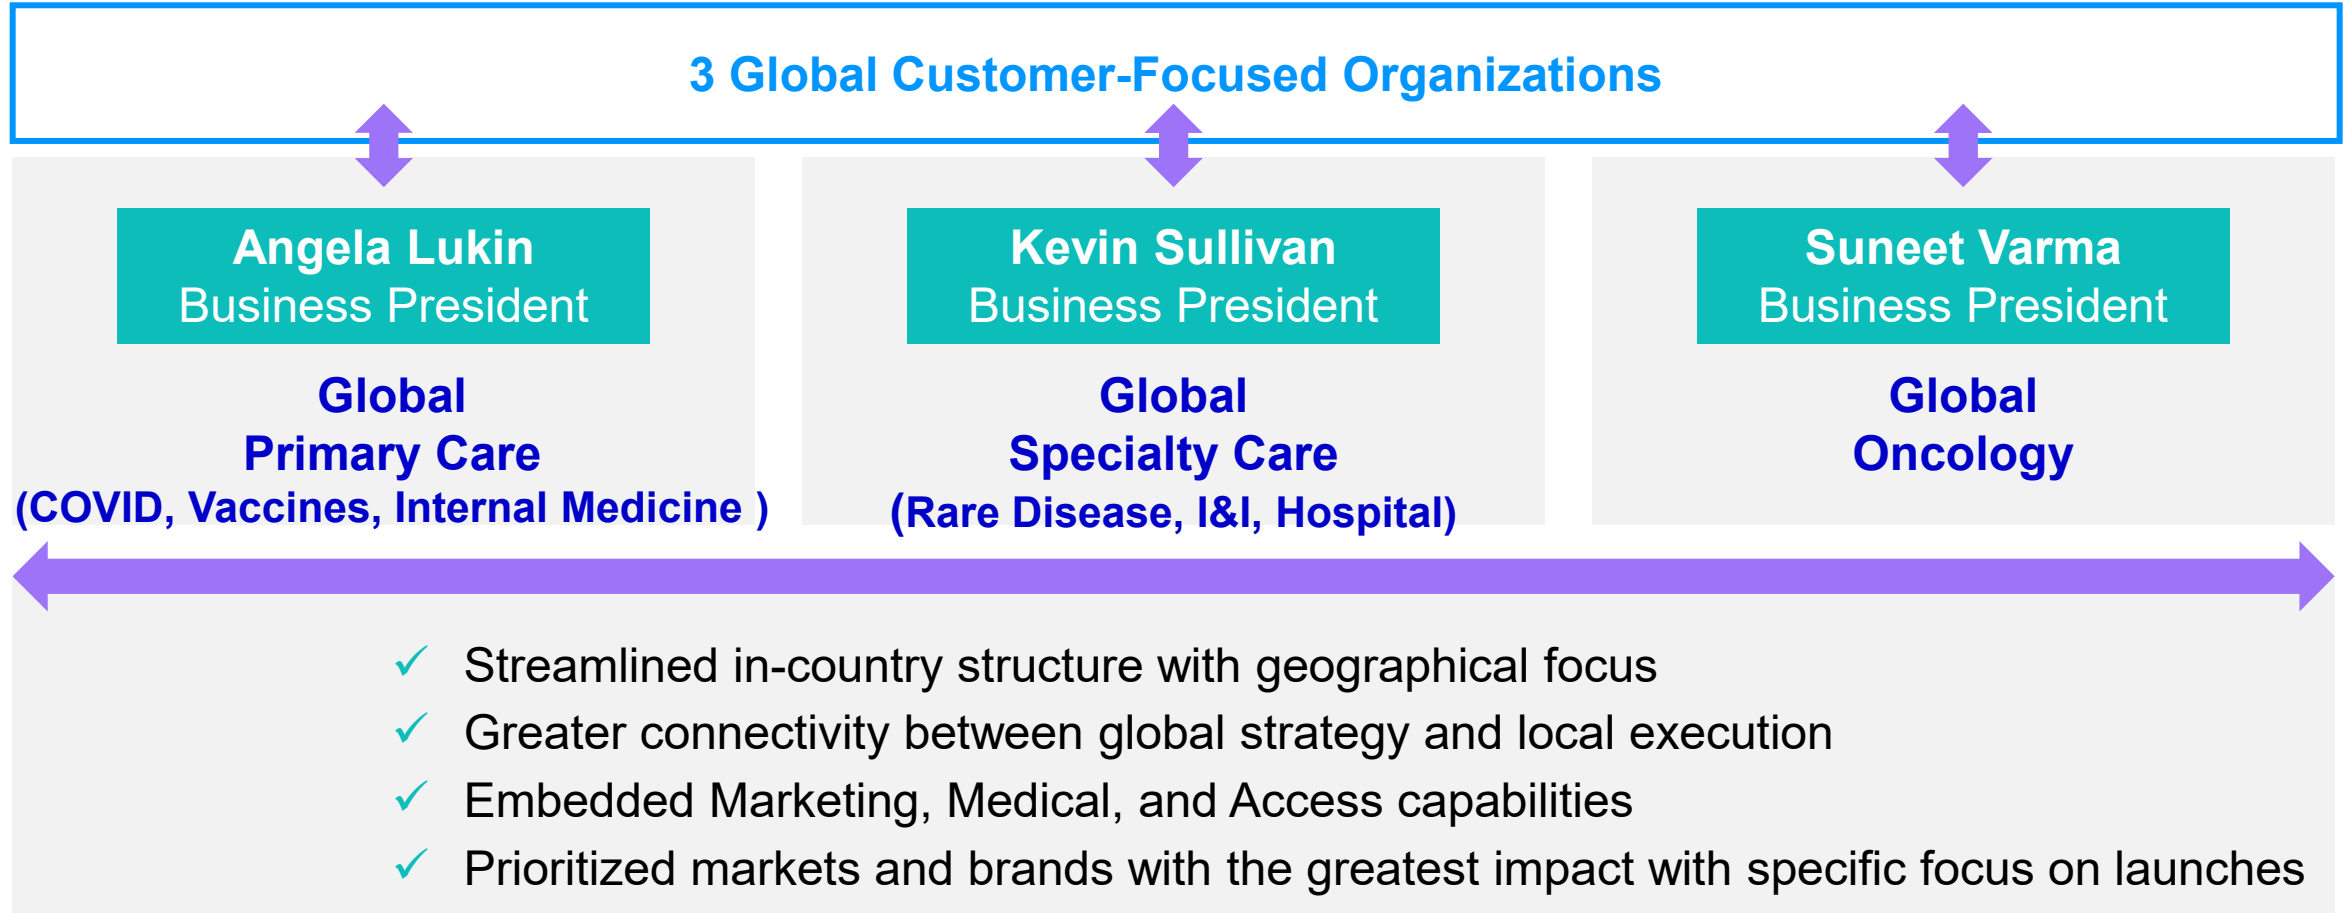 3 Global Customer-Focused Organizations
Angela Lukin
Business President
Global
Primary Care
(COVID, Vaccines, Internal Medicine )
Kevin Sullivan
Business President
Global
Specialty Care
(Rare Disease, I&I, Hospital)
Suneet Varma
Business President
Global
Oncology
✓ Streamlined in-country structure with geographical focus
✓ Greater connectivity between global strategy and local execution
✓ Embedded Marketing, Medical, and Access capabilities
✓ Prioritized markets and brands with the greatest impact with specific focus on launches